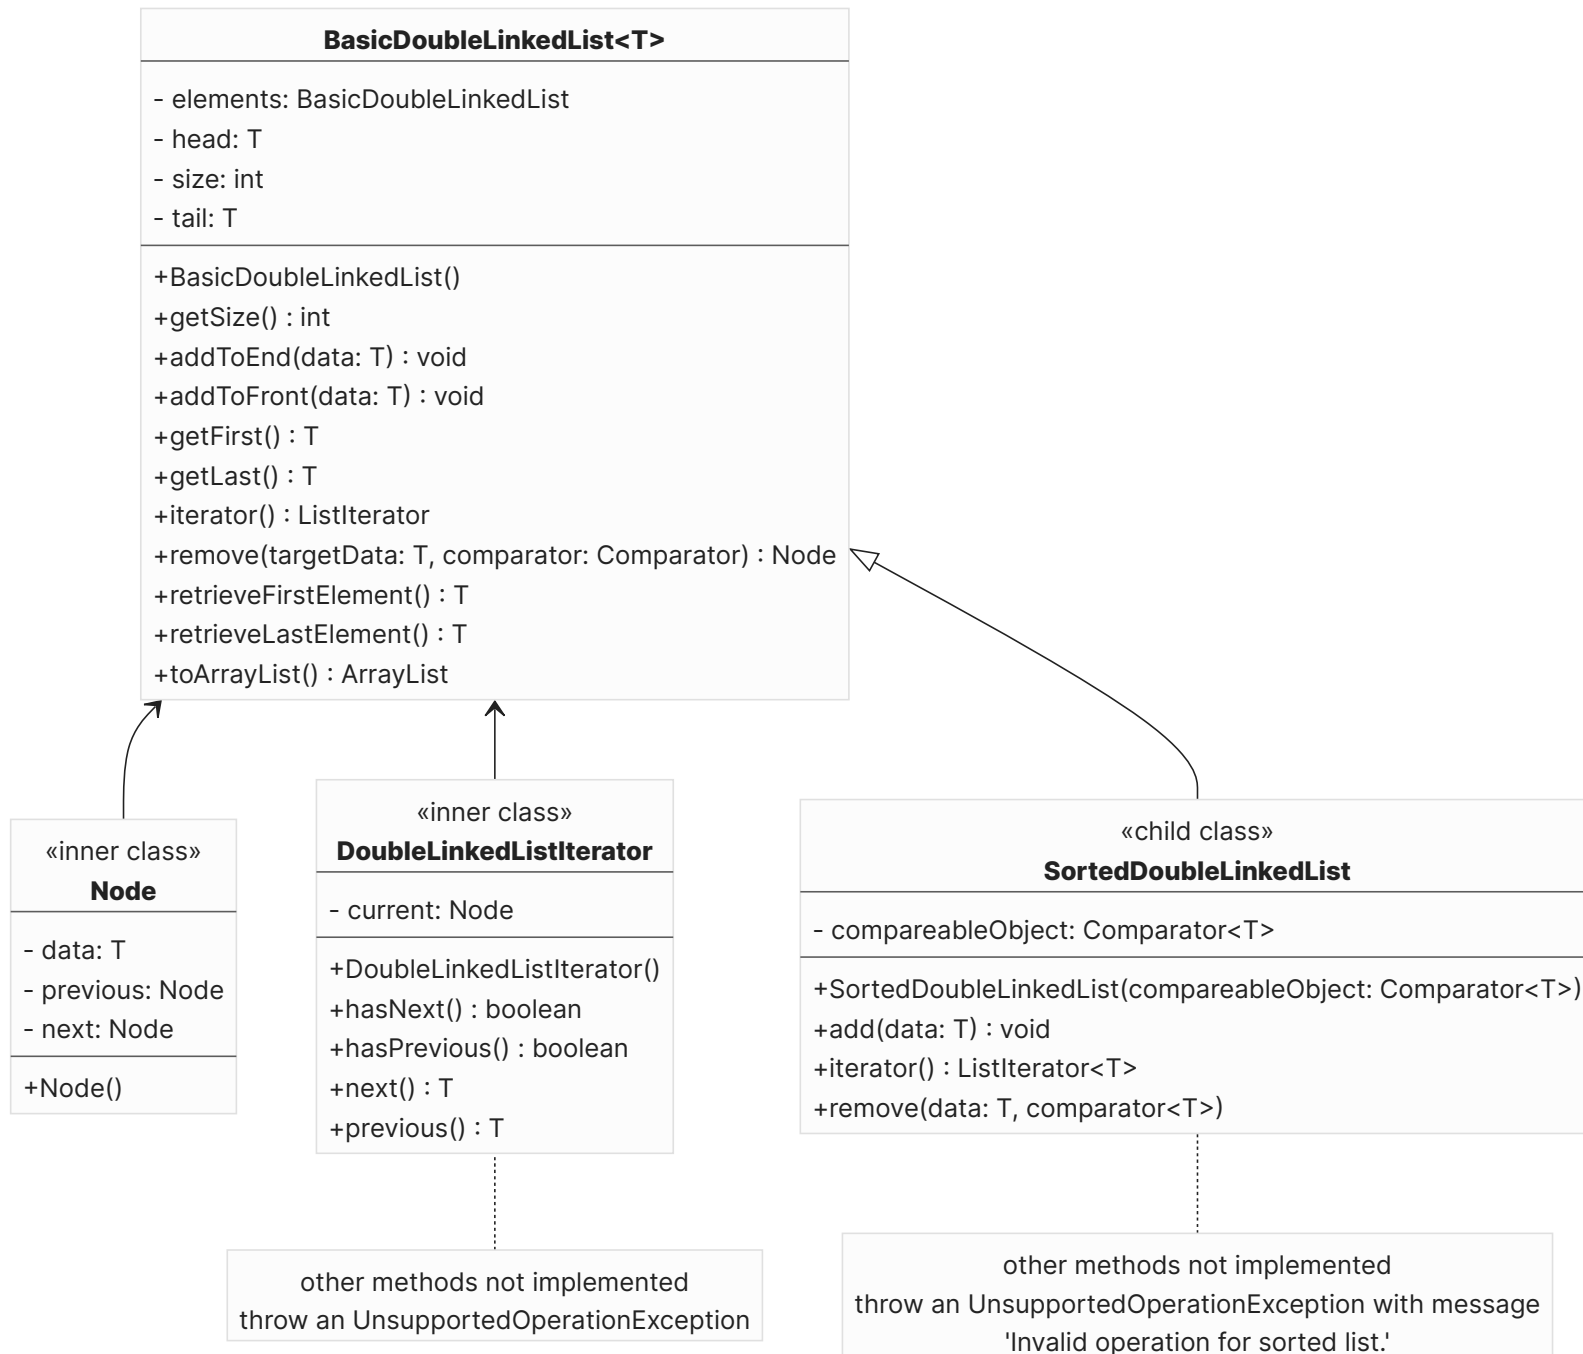 BasicDoubleLinkedList<T>
- elements: BasicDoubleLinkedList
- head: T
- size: int
- tail: T
+BasicDoubleLinkedList()
+getSize() : int
+addToEnd(data: T) : void
+addToFront(data: T) : void
+getFirst() : T
+getLast() : T
+iterator() : ListIterator
+remove(targetData: T, comparator: Comparator) : Node
+retrieveFirstElement() : T
+retrieveLastElement() : T
+toArrayList() : ArrayList
«inner class»
Node
- data: T
- previous: Node
- next: Node
+Node()
«inner class»
DoubleLinkedListIterator
- current: Node
+DoubleLinkedListIterator()
+hasNext() : boolean
+hasPrevious() : boolean
+next() : T
+previous() : T
«child class»
SortedDoubleLinkedList
- compareableObject: Comparator<T>
+SortedDoubleLinkedList(compareableObject: Comparator<T>)
+add(data: T) : void
+iterator() : ListIterator<T>
+remove(data: T, comparator<T>)
other methods not implemented
throw an UnsupportedOperationException
other methods not implemented
throw an UnsupportedOperationException with message
'Invalid operation for sorted list.'